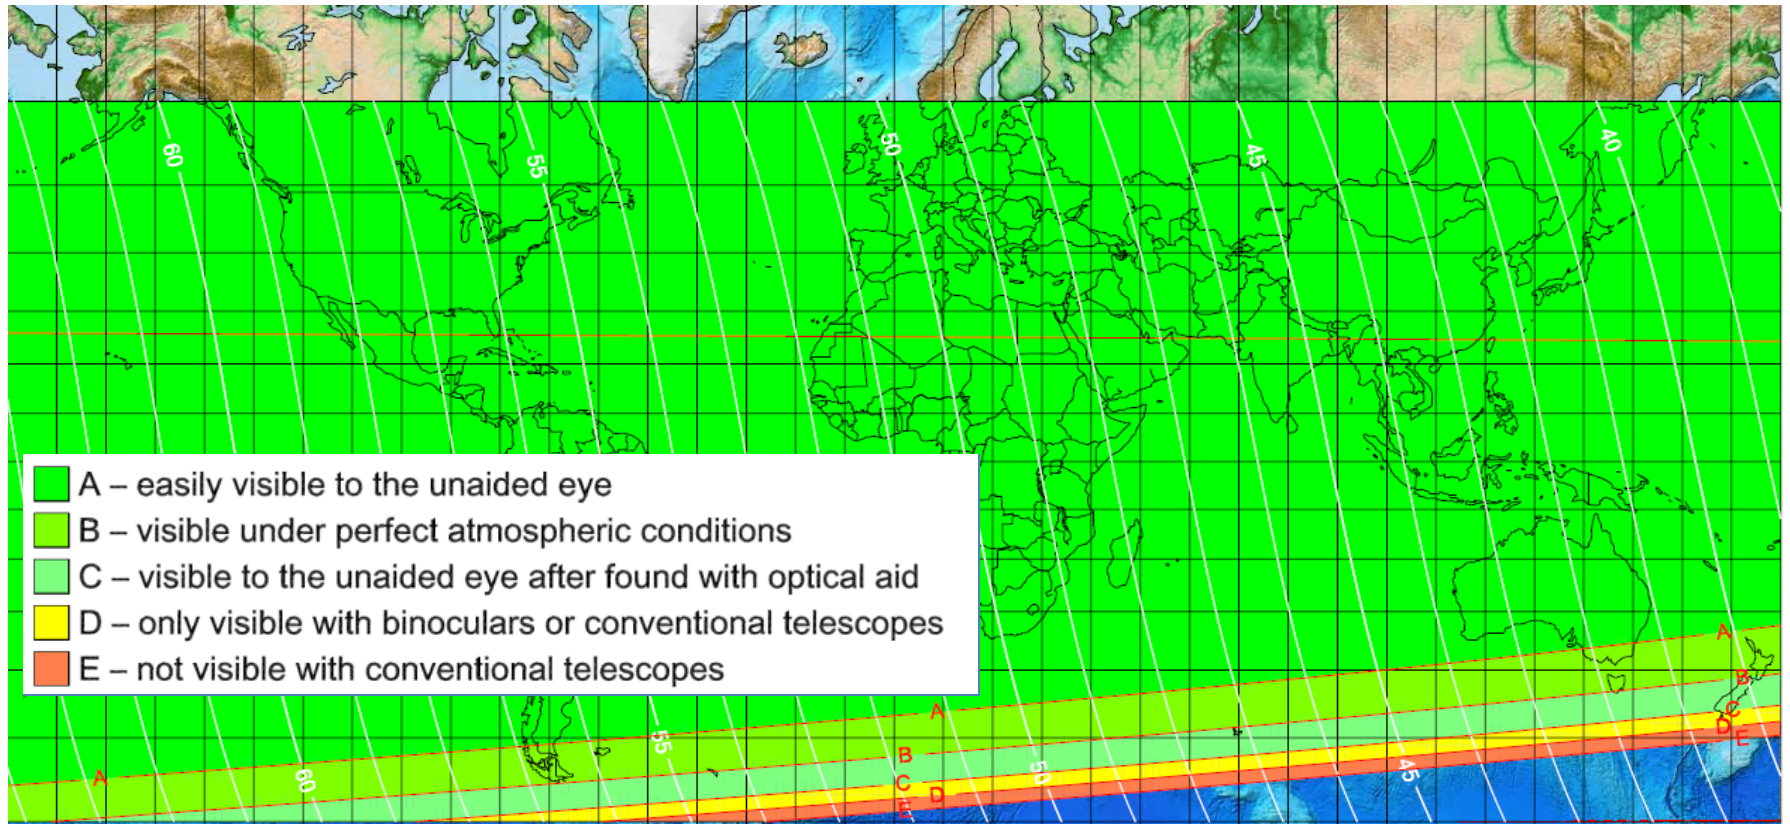 60
55
50
45
40
A – easily visible to the unaided eye
B – visible under perfect atmospheric conditions
C – visible to the unaided eye after found with optical aid
D – only visible with binoculars or conventional telescopes
E – not visible with conventional telescopes
A
B
C
D
E
A
B
C
D
E
A
60
55
50
45